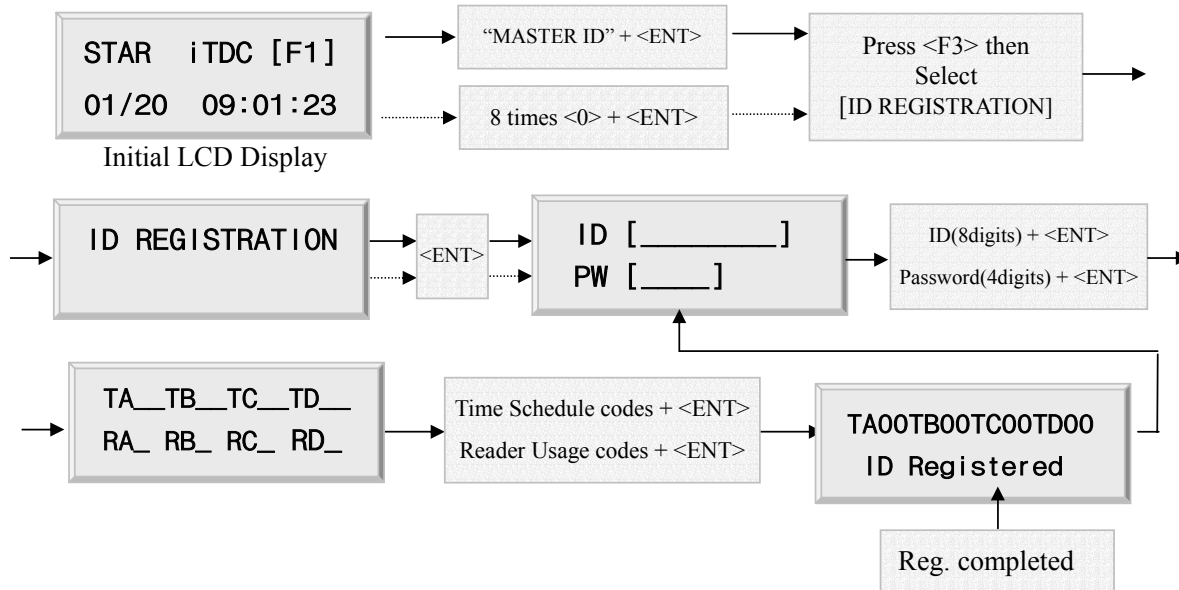 STAR iTDC [F1]
01/20 09:01:23
Initial LCD Display
“MASTER ID” + <ENT>
8 times <0> + <ENT>
Press <F3> then
Select
[ID REGISTRATION]
ID REGISTRATION
<ENT>
ID [________]
PW [____]
ID(8digits) + <ENT>
Password(4digits) + <ENT>
TA__TB__TC__TD__
RA_ RB_ RC_ RD_
Time Schedule codes + <ENT>
Reader Usage codes + <ENT>
TA00TB00TC00TD00
ID Registered
Reg. completed